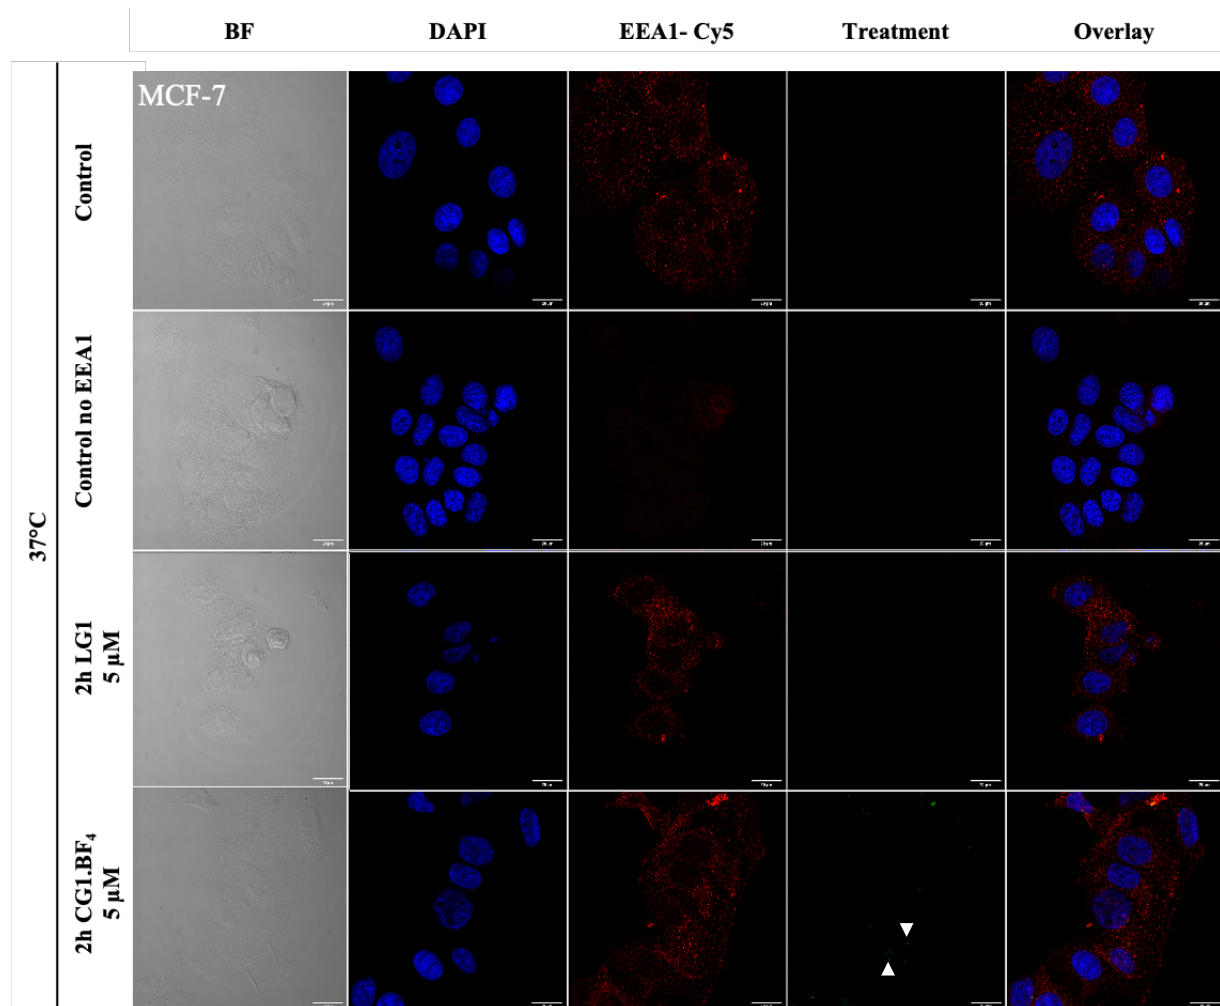 BF DAPI EEA1- Cy5 Treatment Overlay
MCF-7
37°C
Control
Control no EEA1
2h LG1
5 µM
2h CG1.BF₄
5 µM